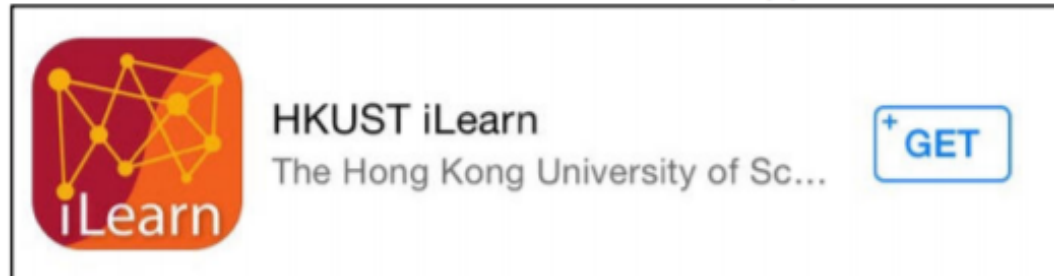 iLearn
HKUST iLearn
The Hong Kong University of Sc...
+ GET